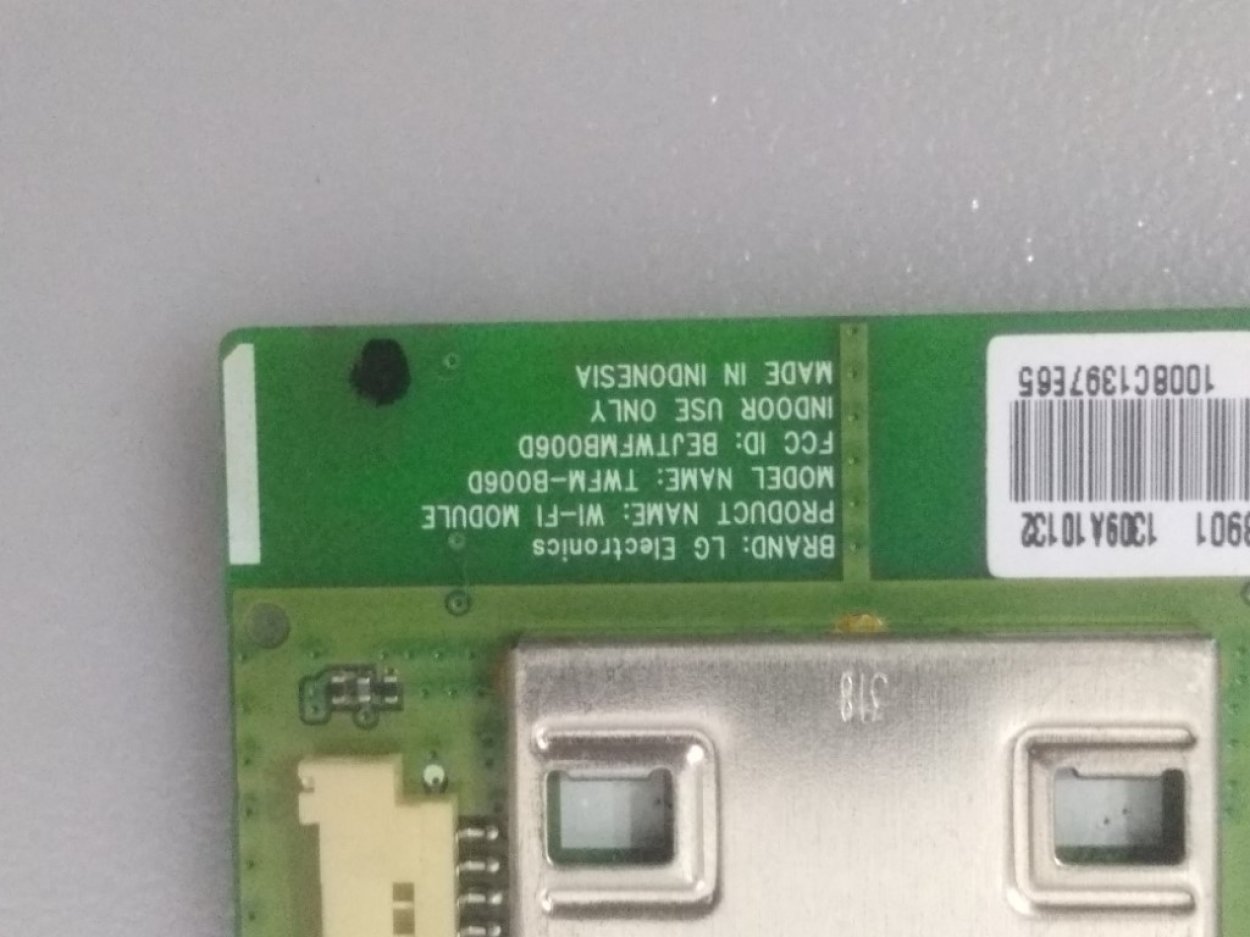 BRAND: LG Electronics
PRODUCT NAME: WI-FI MODULE
MODEL NAME: TWFM-B006D
FCC ID: BEJTWFMB006D
INDOOR USE ONLY
MADE IN INDONESIA
901 1309A10132
1008C1397E65
318